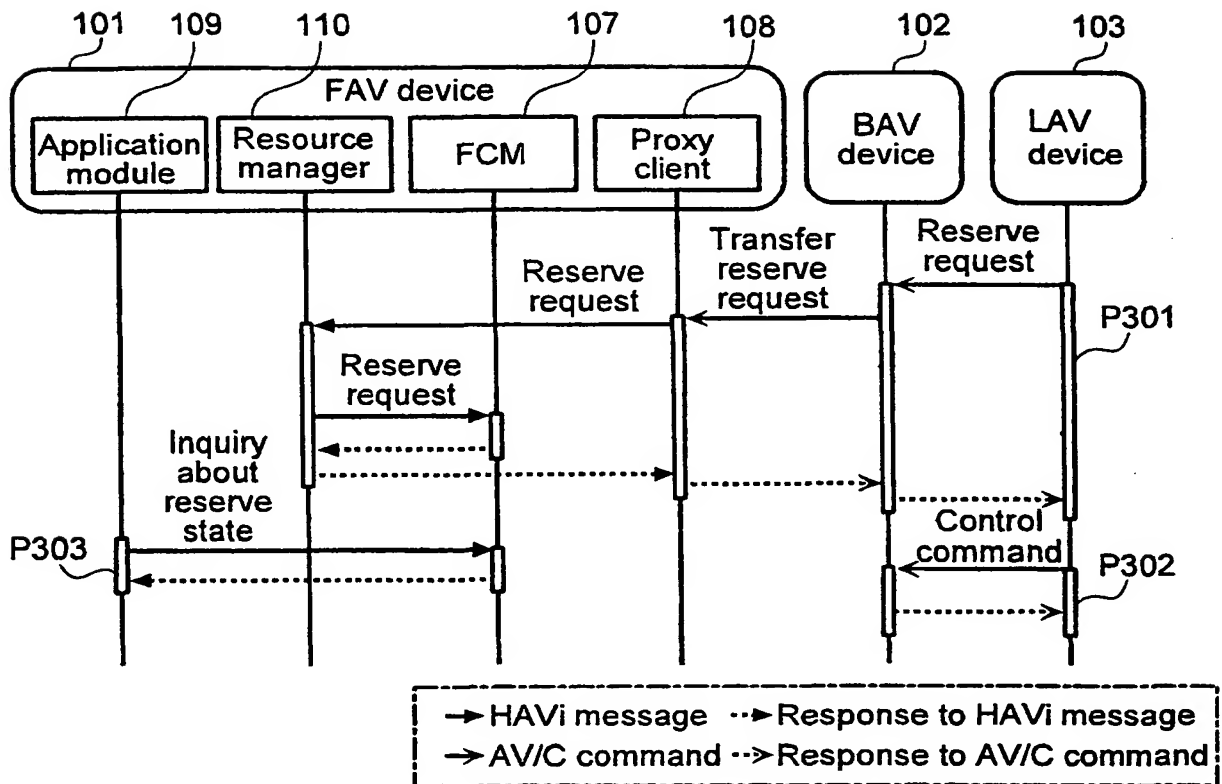 101
109
110
107
108
102
103
FAV device
Application
module
Resource
manager
FCM
Proxy
client
BAV
device
LAV
device
Reserve
request
Transfer
reserve
request
Reserve
request
P301
Reserve
request
Inquiry
about
reserve
state
Control
command
P303
P302
HAVi message
Response to HAVi message
AV/C command
Response to AV/C command